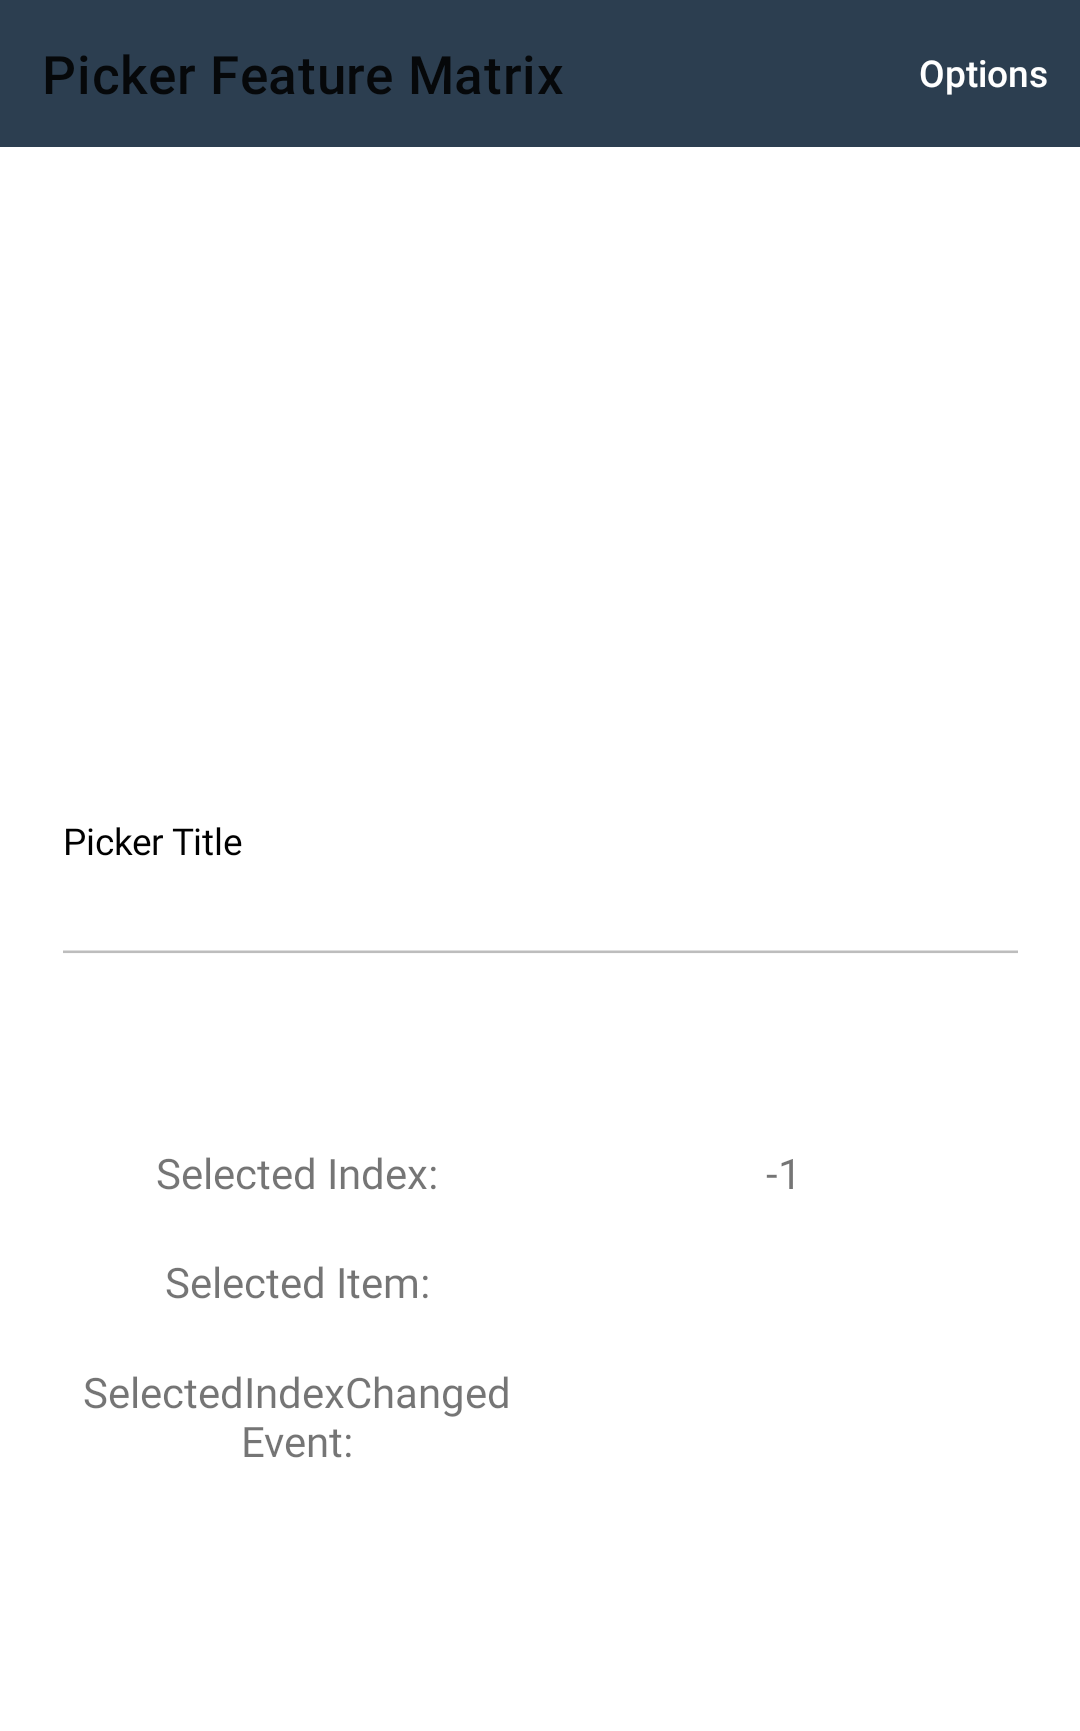 Picker Feature Matrix
Options
Picker Title
Selected Index:
-1
Selected Item:
SelectedIndexChanged
Event: